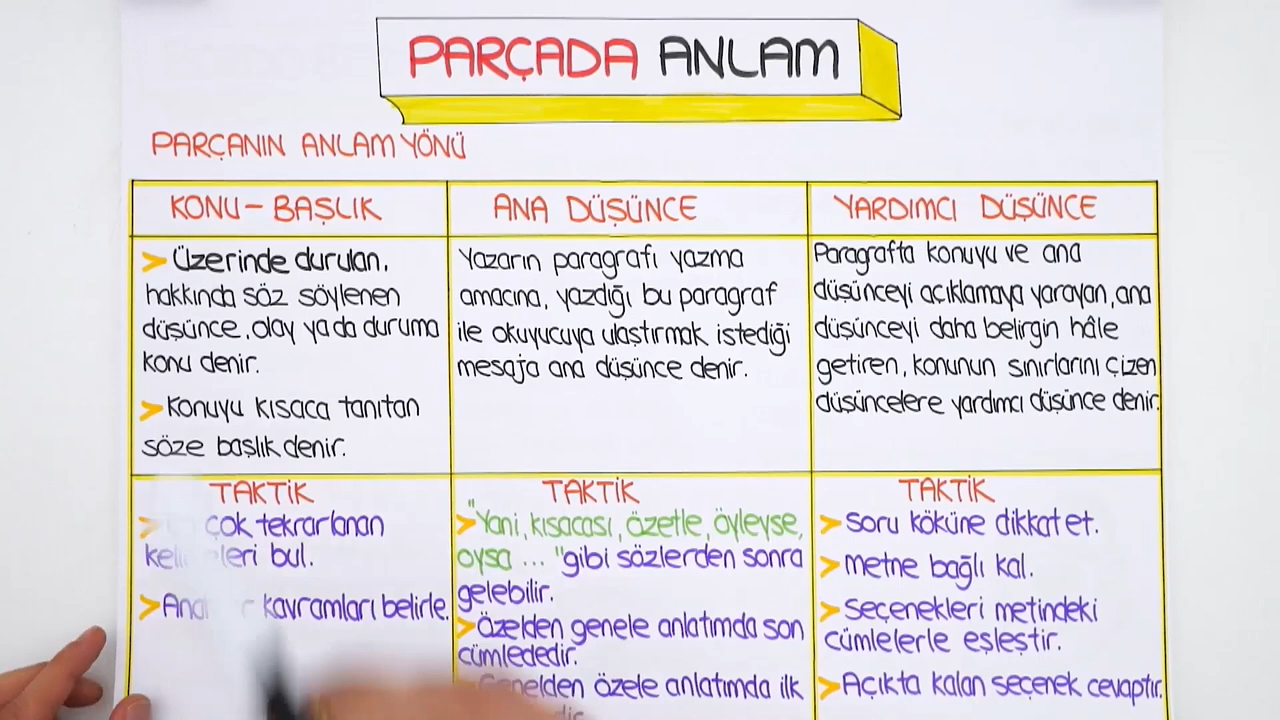 PARÇADA ANLAM
PARÇANIN ANLAM YÖNÜ
KONU - BAŞLIK
> Üzerinde durulan,
hakkında söz söylenen
düşünce, olay ya da duruma
konu denir.
> Konuyu kısaca tanıtan
söze başlık denir.
TAKTİK
> çok tekrarlanan
bul.
> kavramları belirle.
ANA DÜŞÜNCE
Yazarın paragrafı yazma
amacına, yazdığı bu paragraf
ile okuyucuya ulaştırmak istediği
mesaja ana düşünce denir.
TAKTİK
> "Yani, kısacası, özetle, öyleyse,
oysa ... " gibi sözlerden sonra
gelebilir.
> Özelden genele anlatımda son
cümlededir.
Genelden özele anlatımda ilk
YARDIMCI DÜŞÜNCE
Paragrafta konuyu ve ana
düşünceyi açıklamaya yarayan, ana
düşünceyi daha belirgin hâle
getiren, konunun sınırlarını çizen
düşüncelere yardımcı düşünce denir.
TAKTİK
> Soru köküne dikkat et.
> Metne bağlı kal.
> Seçenekleri metindeki
cümlelerle eşleştir.
> Açıkta kalan seçenek cevaptır.